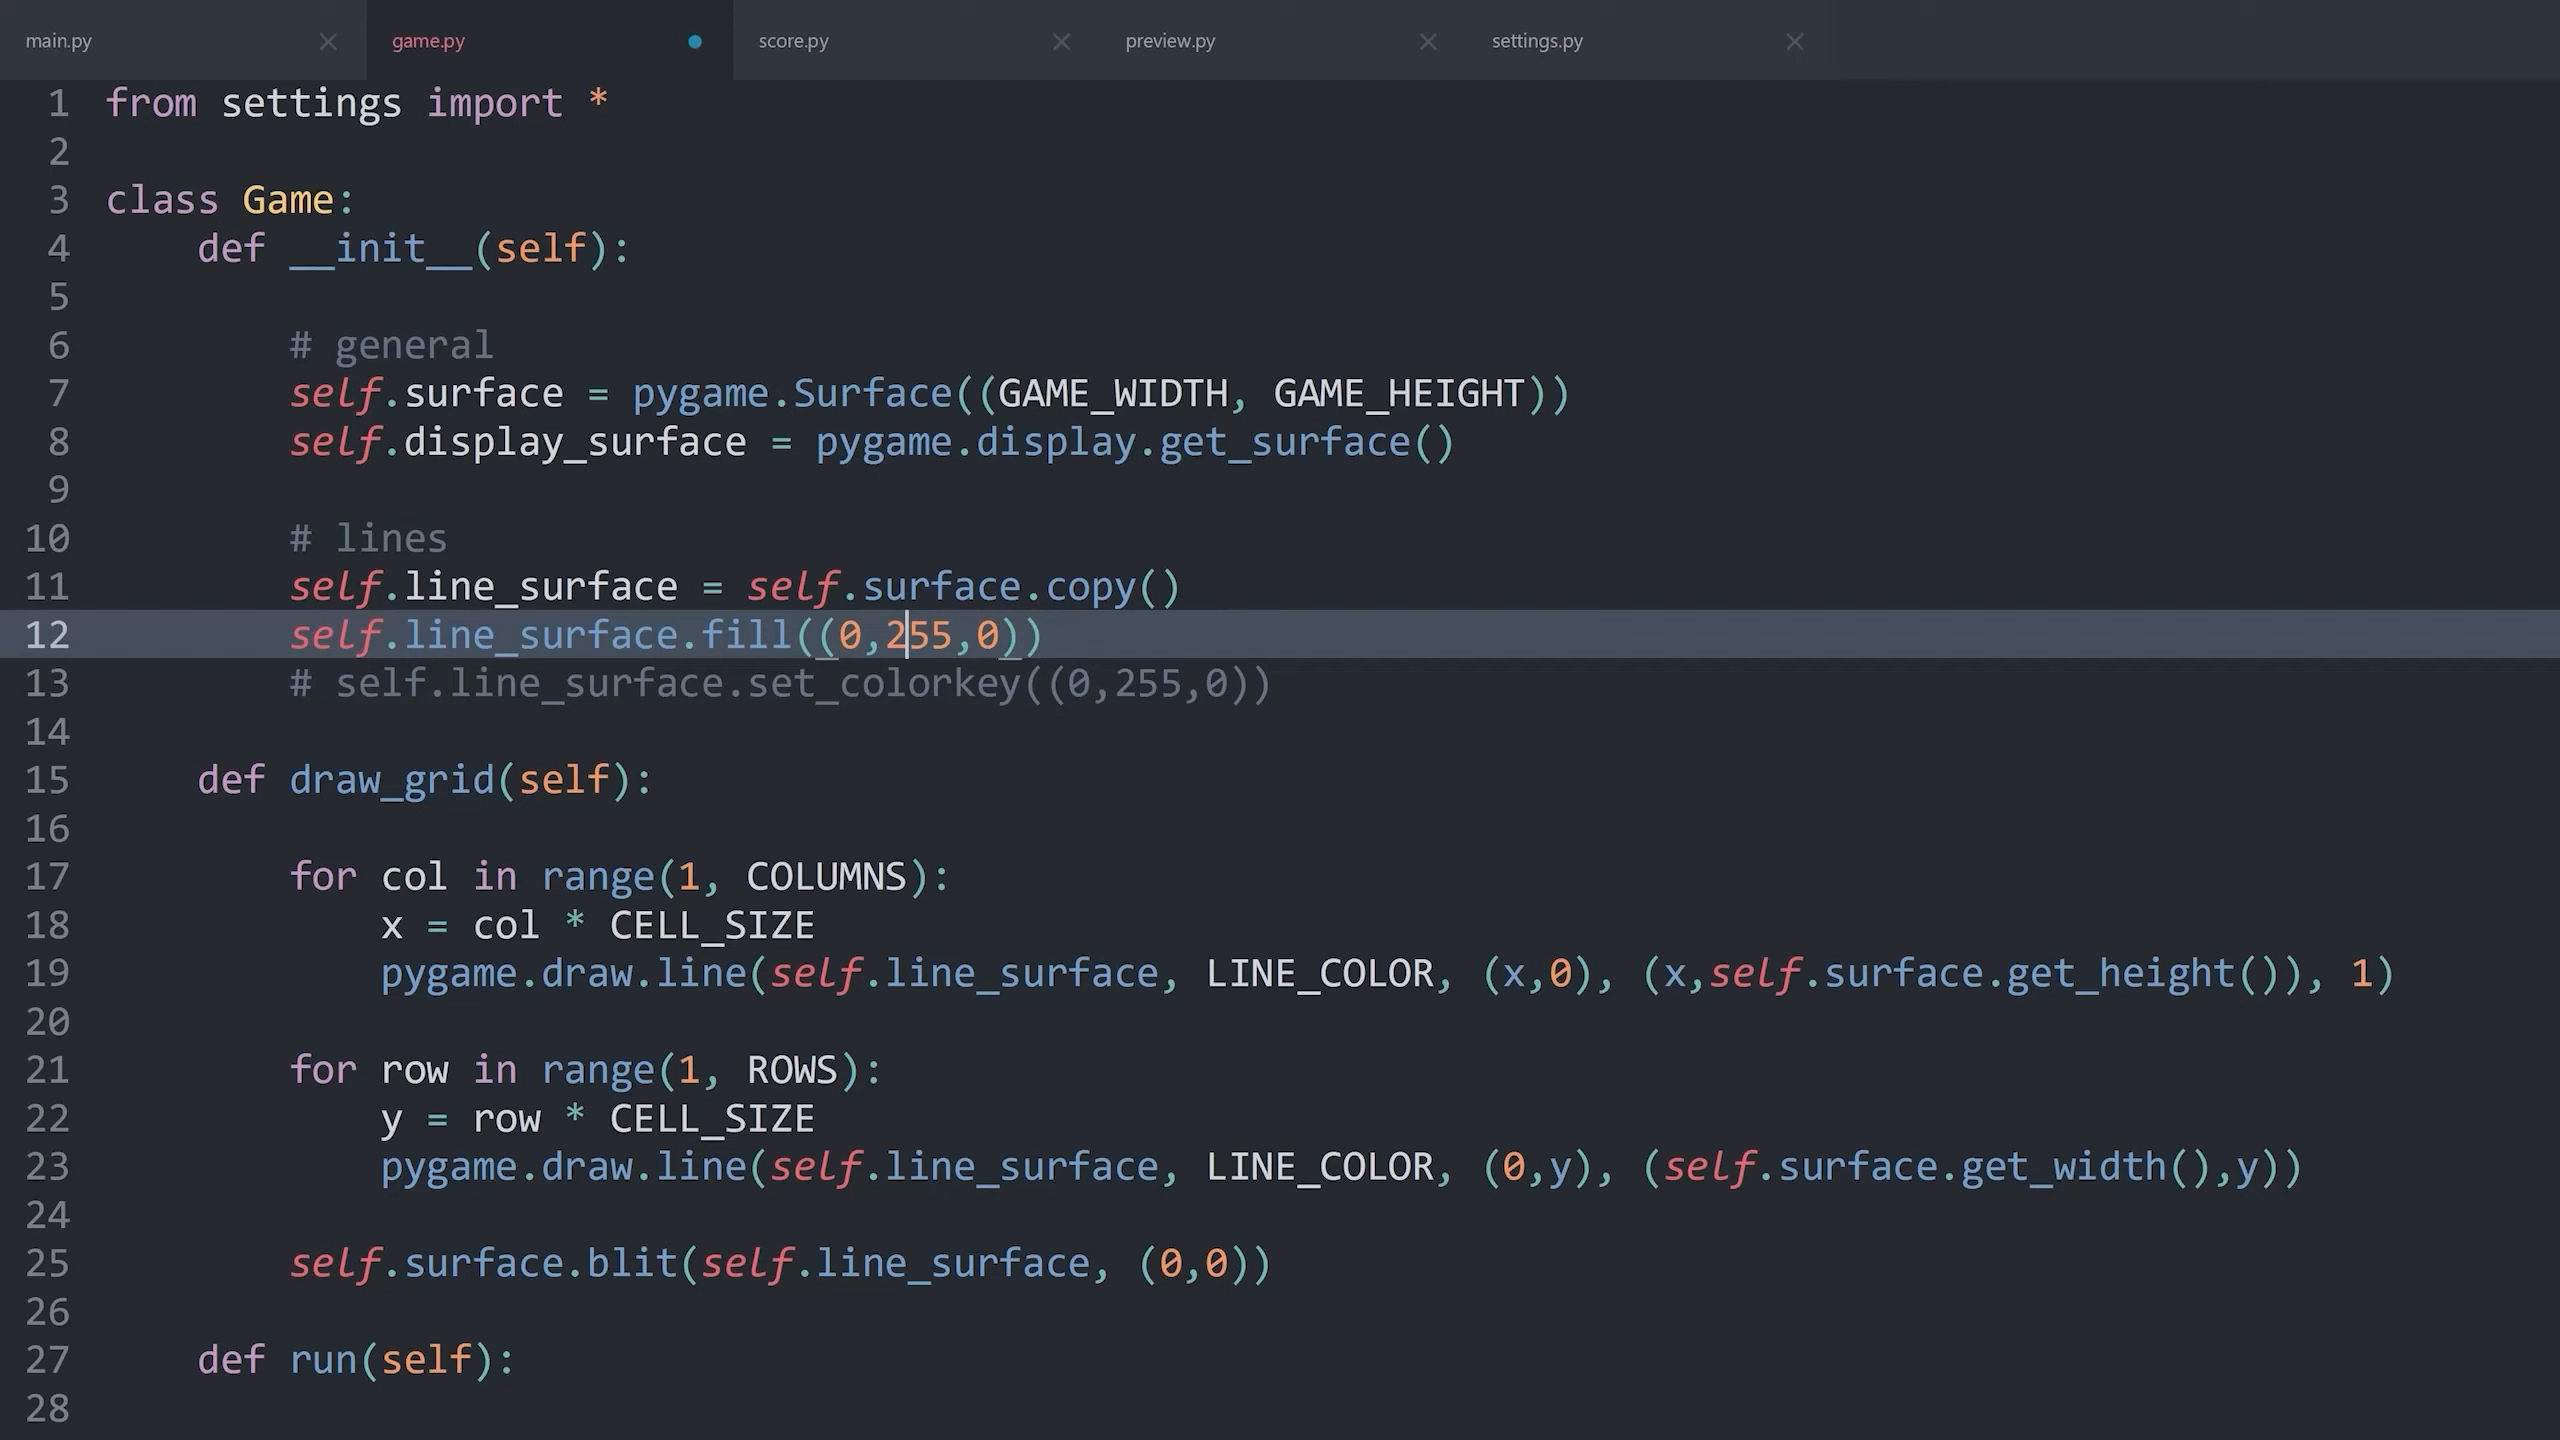 main.py game.py score.py preview.py settings.py
1 from settings import *
2
3 class Game:
4     def __init__(self):
5
6         # general
7         self.surface = pygame.Surface((GAME_WIDTH, GAME_HEIGHT))
8         self.display_surface = pygame.display.get_surface()
9
10         # lines
11         self.line_surface = self.surface.copy()
12         self.line_surface.fill((0,255,0))
13         # self.line_surface.set_colorkey((0,255,0))
14
15     def draw_grid(self):
16
17         for col in range(1, COLUMNS):
18             x = col * CELL_SIZE
19             pygame.draw.line(self.line_surface, LINE_COLOR, (x,0), (x,self.surface.get_height()), 1)
20
21         for row in range(1, ROWS):
22             y = row * CELL_SIZE
23             pygame.draw.line(self.line_surface, LINE_COLOR, (0,y), (self.surface.get_width(),y))
24
25         self.surface.blit(self.line_surface, (0,0))
26
27     def run(self):
28